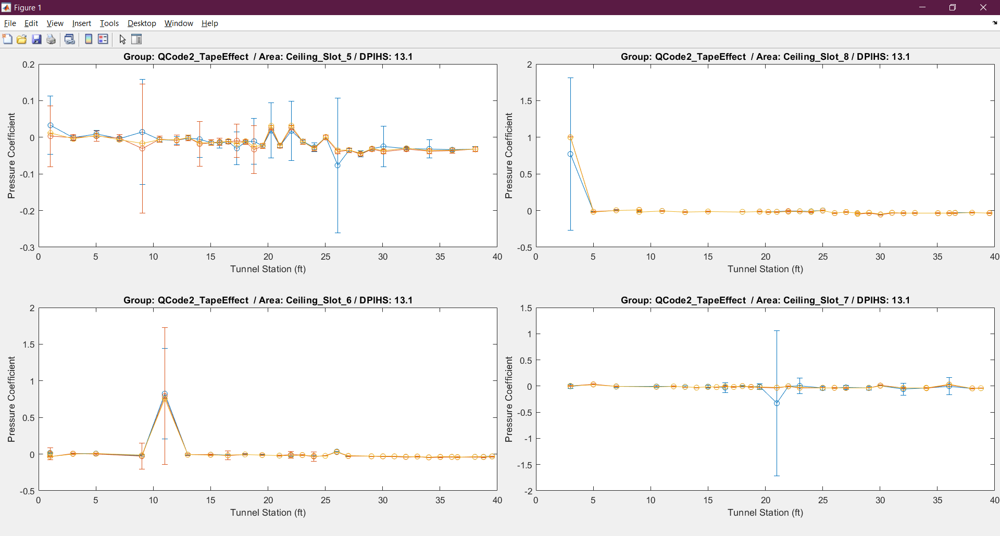 Figure 1
File Edit View Insert Tools Desktop Window Help
Group: QCode2_TapeEffect / Area: Ceiling_Slot_5 / DPIHS: 13.1
0.2
0.1
0
-0.1
-0.2
-0.3
Pressure Coefficient
0 5 10 15 20 25 30 35 40
Tunnel Station (ft)
Group: QCode2_TapeEffect / Area: Ceiling_Slot_8 / DPIHS: 13.1
2
1.5
1
0.5
0
-0.5
Pressure Coefficient
0 5 10 15 20 25 30 35 40
Tunnel Station (ft)
Group: QCode2_TapeEffect / Area: Ceiling_Slot_6 / DPIHS: 13.1
2
1.5
1
0.5
0
-0.5
Pressure Coefficient
0 5 10 15 20 25 30 35 40
Tunnel Station (ft)
Group: QCode2_TapeEffect / Area: Ceiling_Slot_7 / DPIHS: 13.1
1.5
1
0.5
0
-0.5
-1
-1.5
-2
Pressure Coefficient
0 5 10 15 20 25 30 35 40
Tunnel Station (ft)